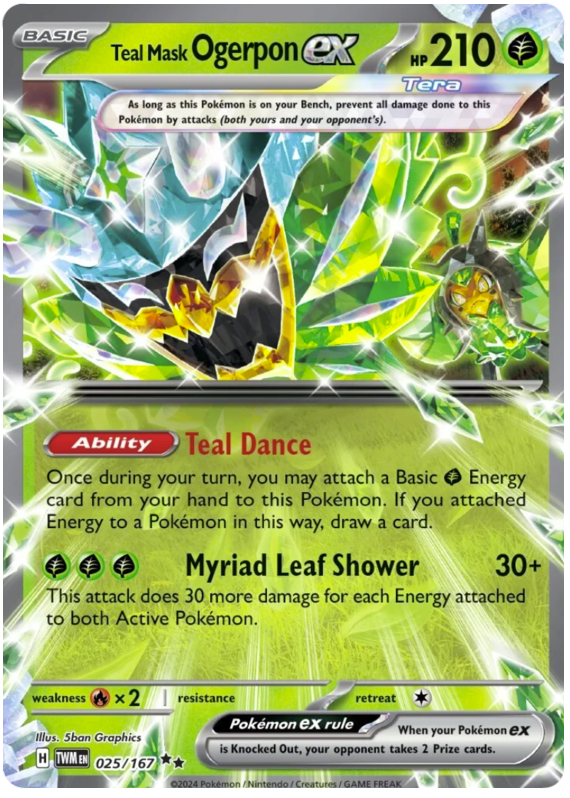 BASIC
Teal Mask Ogerpon ex HP 210
Tera
As long as this Pokémon is on your Bench, prevent all damage done to this
Pokémon by attacks (both yours and your opponent's).
Ability Teal Dance
Once during your turn, you may attach a Basic Energy
card from your hand to this Pokémon. If you attached
Energy to a Pokémon in this way, draw a card.
Myriad Leaf Shower 30+
This attack does 30 more damage for each Energy attached
to both Active Pokémon.
weakness ×2 resistance retreat
Illus. 5ban Graphics
Pokémon ex rule When your Pokémon ex
is Knocked Out, your opponent takes 2 Prize cards.
H TWM EN 025/167 ★★
©2024 Pokémon / Nintendo / Creatures / GAME FREAK